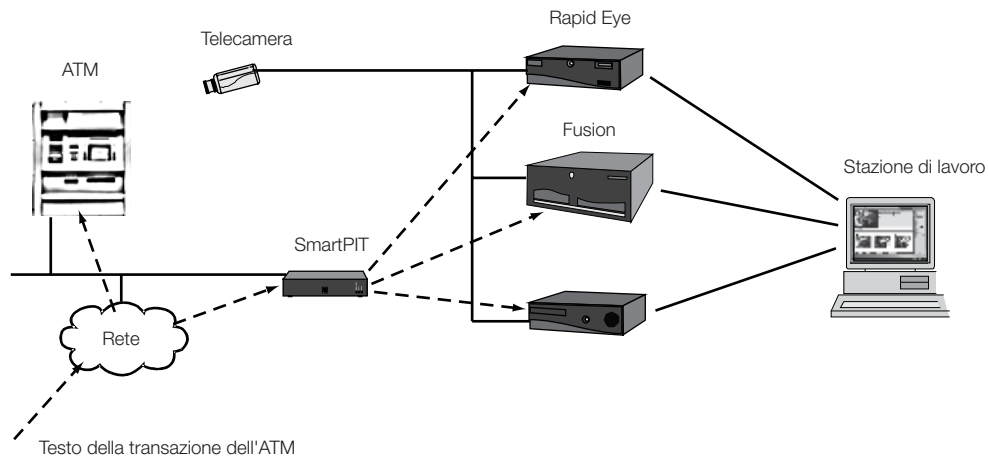 Rapid Eye
Telecamera
ATM
Fusion
Stazione di lavoro
SmartPIT
Rete
Testo della transazione dell'ATM